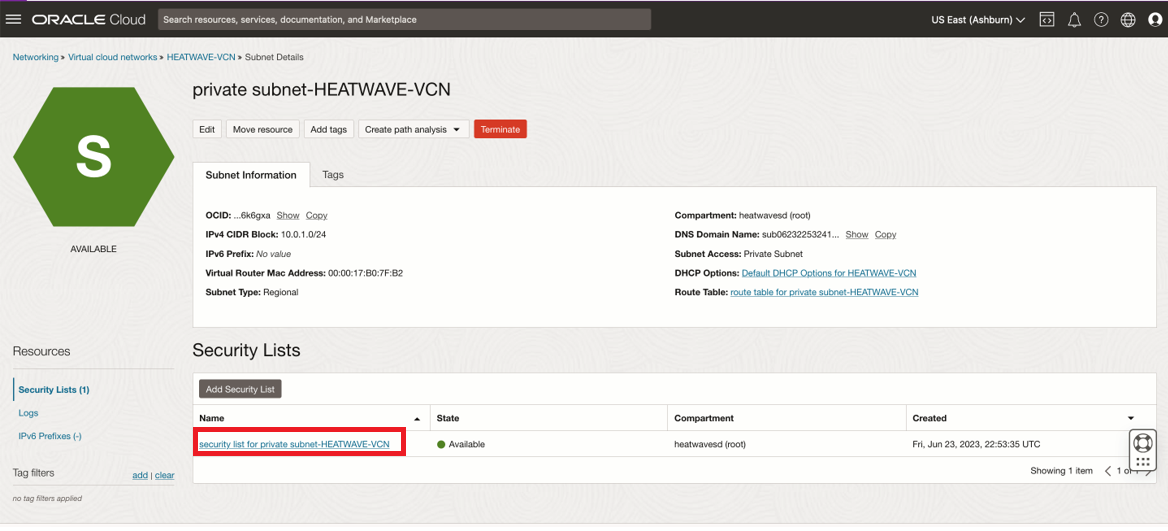 ORACLE Cloud
Search resources, services, documentation, and Marketplace
US East (Ashburn)
Networking » Virtual cloud networks » HEATWAVE-VCN » Subnet Details
S
AVAILABLE
private subnet-HEATWAVE-VCN
Edit Move resource Add tags Create path analysis Terminate
Subnet Information Tags
OCID: ...6k6gxa Show Copy
IPv4 CIDR Block: 10.0.1.0/24
IPv6 Prefix: No value
Virtual Router Mac Address: 00:00:17:B0:7F:B2
Subnet Type: Regional
Compartment: heatwavesd (root)
DNS Domain Name: sub06232253241... Show Copy
Subnet Access: Private Subnet
DHCP Options: Default DHCP Options for HEATWAVE-VCN
Route Table: route table for private subnet-HEATWAVE-VCN
Resources
Security Lists (1)
Logs
IPv6 Prefixes (-)
Tag filters add | clear
no tag filters applied
Security Lists
Add Security List
Name State Compartment Created
security list for private subnet-HEATWAVE-VCN Available heatwavesd (root) Fri, Jun 23, 2023, 22:53:35 UTC
Showing 1 item 1 of